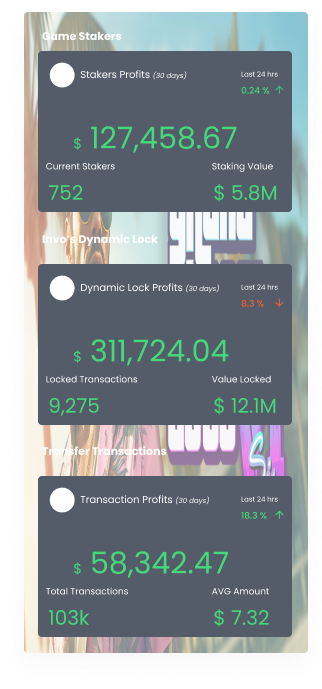 Game Stakers
Stakers Profits (30 days)
Last 24 hrs
0.24 % ↑
$ 127,458.67
Current Stakers
Staking Value
752
$ 5.8M
Invo's Dynamic Lock
Dynamic Lock Profits (30 days)
Last 24 hrs
8.3 % ↓
$ 311,724.04
Locked Transactions
Value Locked
9,275
$ 12.1M
Transfer Transactions
Transaction Profits (30 days)
Last 24 hrs
18.3 % ↑
$ 58,342.47
Total Transactions
AVG Amount
103k
$ 7.32